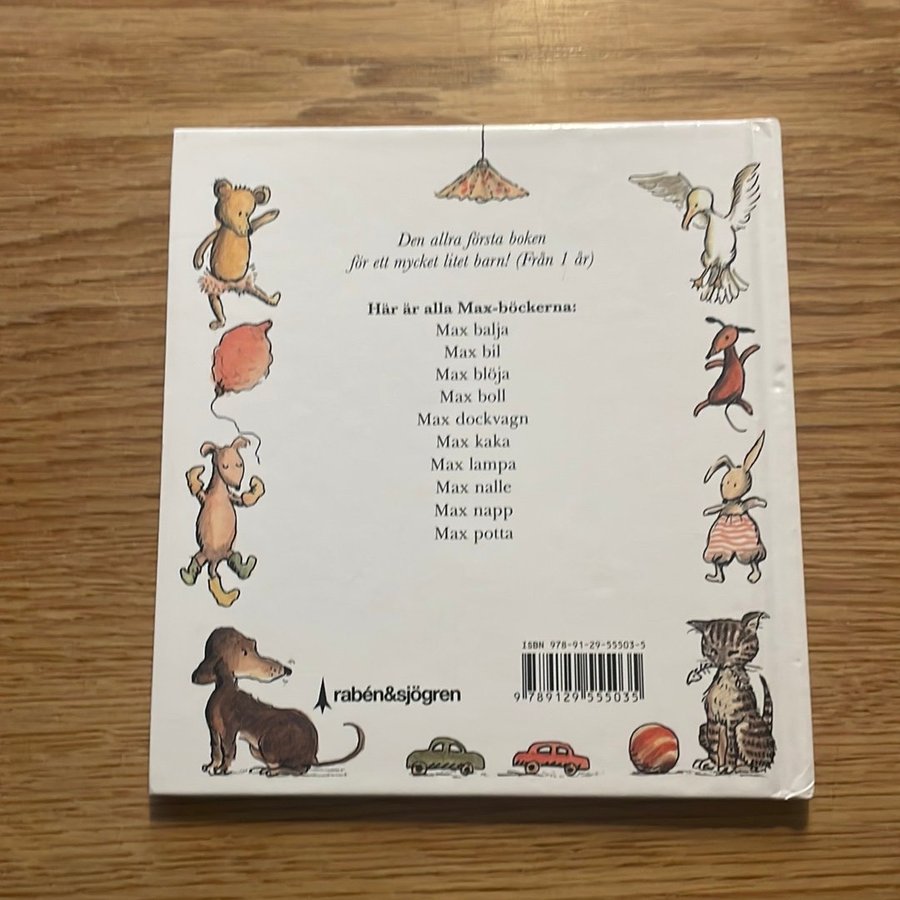 Den allra första boken
för ett mycket litet barn! (Från 1 år)
Här är alla Max-böckerna:
Max balja
Max bil
Max blöja
Max boll
Max dockvagn
Max kaka
Max lampa
Max nalle
Max napp
Max potta
ISBN 978-91-29-55503-5
rabén&sjögren
9 789129 555035